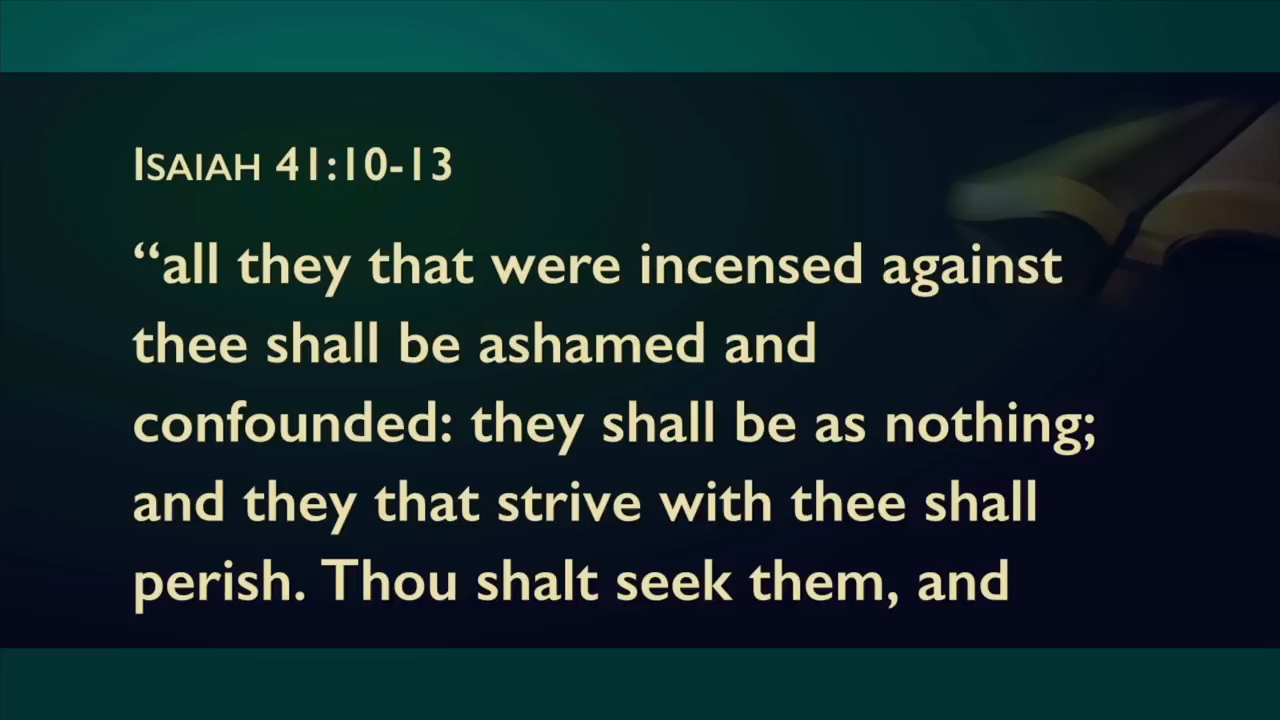 ISAIAH 41:10-13
“all they that were incensed against
thee shall be ashamed and
confounded: they shall be as nothing;
and they that strive with thee shall
perish. Thou shalt seek them, and